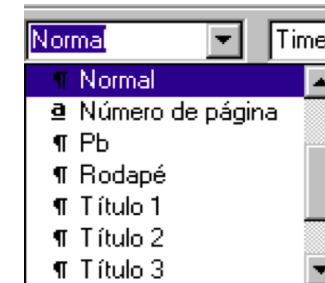 Normal Time
¶ Normal
a Número de página
¶ Pb
¶ Rodapé
¶ Título 1
¶ Título 2
¶ Título 3